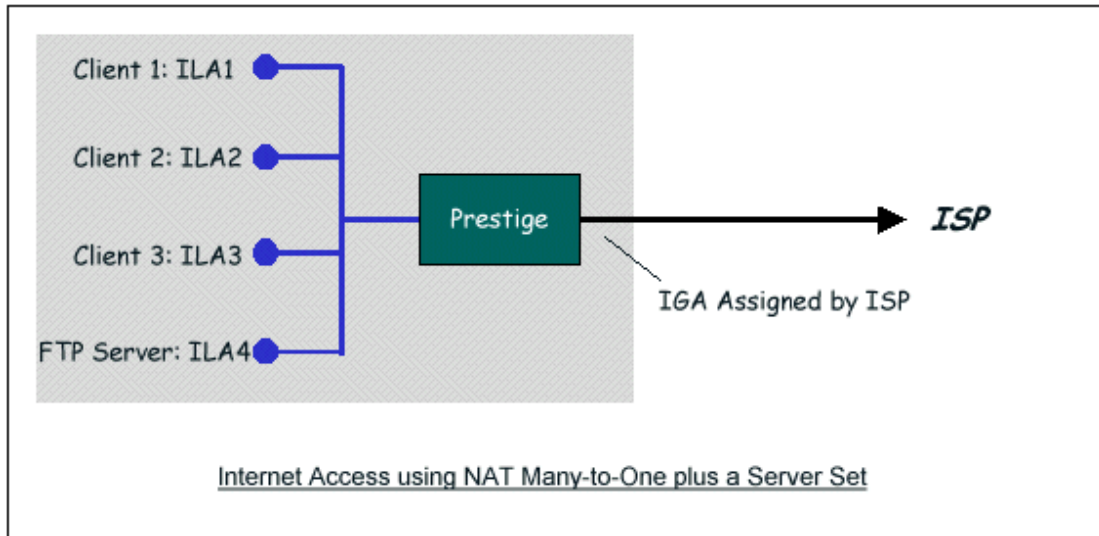 Client 1: ILA1
Client 2: ILA2
Client 3: ILA3
FTP Server: ILA4
Prestige
ISP
IGA Assigned by ISP
Internet Access using NAT Many-to-One plus a Server Set